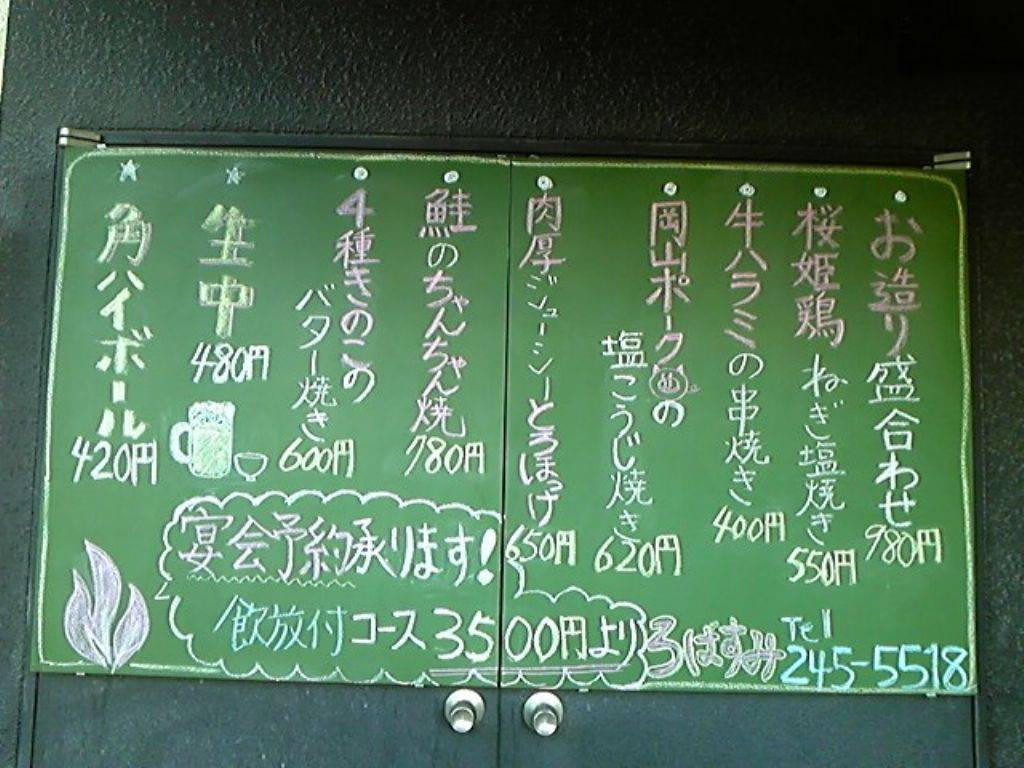 お造り盛合わせ
980円
桜姫鶏ねぎ塩焼き
550円
牛ハラミの串焼き
400円
岡山ポークの
塩こうじ焼き
620円
肉厚ジューシーとろほっけ
650円
鮭のちゃんちゃん焼
780円
4種きのこの
バター焼き
600円
生中
480円
角ハイボール
420円
宴会予約承ります!
飲放付コース3500円より
ろばすみ
Tel
245-5518